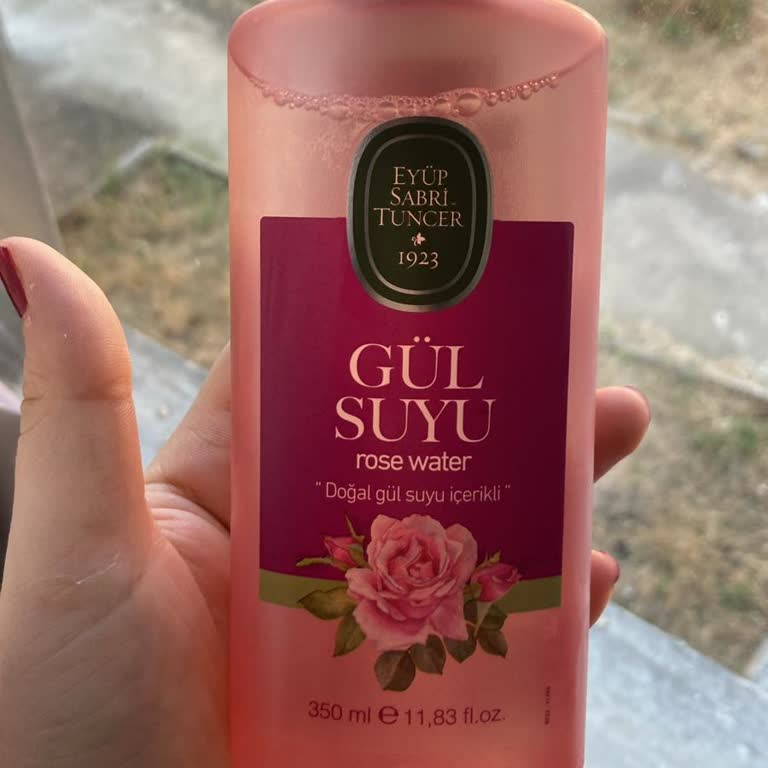 EYÜP
SABRİ
TUNCER
1923
GÜL
SUYU
rose water
" Doğal gül suyu içerikli "
350 ml ℮ 11,83 fl.oz.